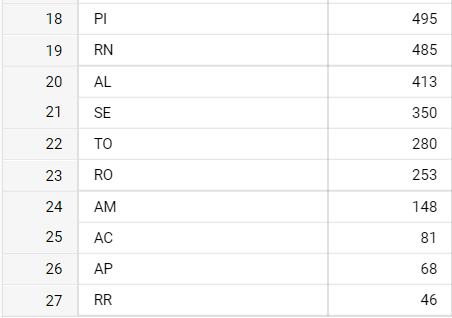 18 PI 495
19 RN 485
20 AL 413
21 SE 350
22 TO 280
23 RO 253
24 AM 148
25 AC 81
26 AP 68
27 RR 46